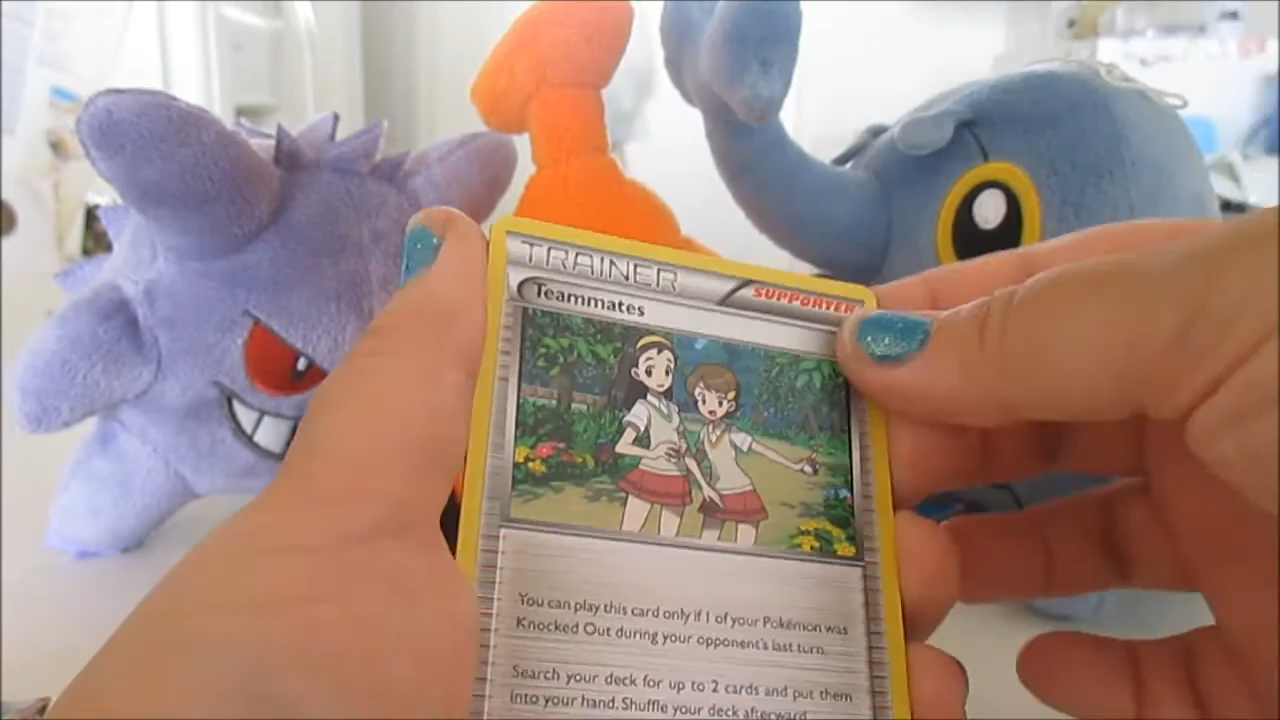 TRAINER
SUPPORTER
Teammates
You can play this card only if 1 of your Pokémon was
Knocked Out during your opponent's last turn.
Search your deck for up to 2 cards and put them
into your hand. Shuffle your deck afterward.